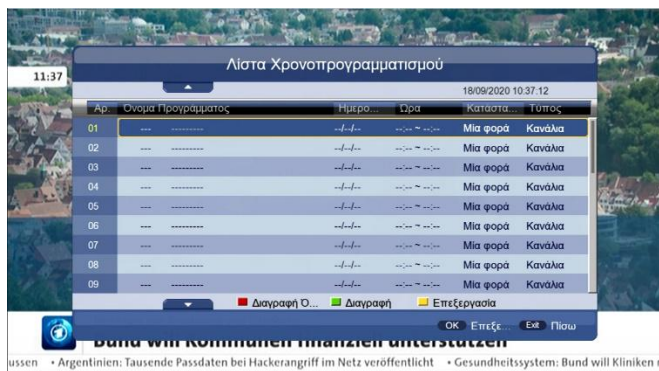 11:37
Λίστα Χρονοπρογραμματισμού
18/09/2020 10:37.12
Αρ. Όνομα Προγράμματος Ημερο... Ώρα Κατάστα... Τύπος
01 --- --------- --/--/-- --:-- ~ --:-- Μία φορά Κανάλια
02 --- --------- --/--/-- --:-- ~ --:-- Μία φορά Κανάλια
03 --- --------- --/--/-- --:-- ~ --:-- Μία φορά Κανάλια
04 --- --------- --/--/-- --:-- ~ --:-- Μία φορά Κανάλια
05 --- --------- --/--/-- --:-- ~ --:-- Μία φορά Κανάλια
06 --- --------- --/--/-- --:-- ~ --:-- Μία φορά Κανάλια
07 --- --------- --/--/-- --:-- ~ --:-- Μία φορά Κανάλια
08 --- --------- --/--/-- --:-- ~ --:-- Μία φορά Κανάλια
09 --- --------- --/--/-- --:-- ~ --:-- Μία φορά Κανάλια
Διαγραφή Ό... Διαγραφή Επεξεργασία
OK Επεξε... Exit Πίσω
Bund will Kommunen finanziell unterstützen
ussen • Argentinien: Tausende Passdaten bei Hackerangriff im Netz veröffentlicht • Gesundheitssystem: Bund will Kliniken